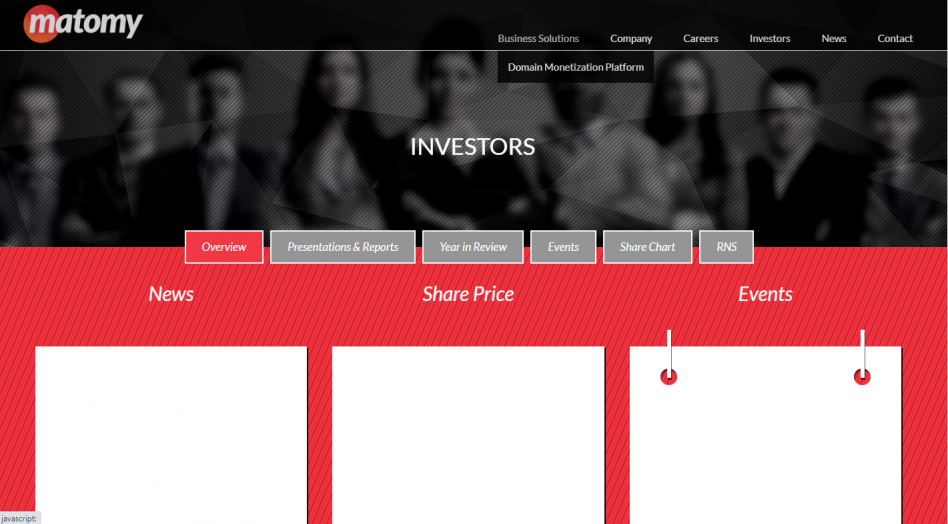 matomy
Business Solutions Company Careers Investors News Contact
Domain Monetization Platform
INVESTORS
Overview Presentations & Reports Year in Review Events Share Chart RNS
News Share Price Events
javascript: